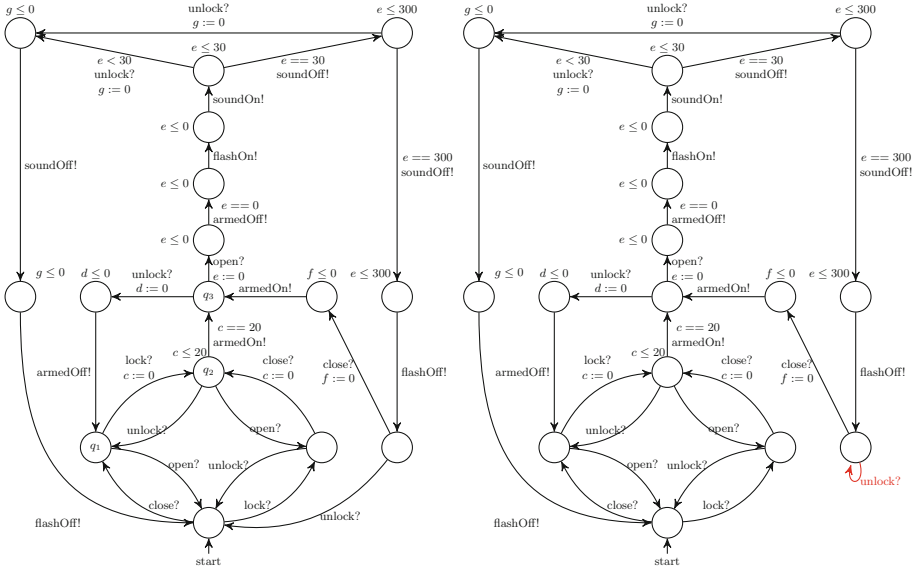 g ≤ 0
unlock?
g := 0
e ≤ 300
e ≤ 30
e < 30
unlock?
g := 0
e == 30
soundOff!
soundOn!
e ≤ 0
flashOn!
e ≤ 0
e == 0
armedOff!
e ≤ 0
soundOff!
e == 300
soundOff!
open?
e := 0
g ≤ 0
d ≤ 0
unlock?
d := 0
q3
armedOn!
f ≤ 0
e ≤ 300
c == 20
armedOn!
c ≤ 20
q2
lock?
c := 0
close?
c := 0
close?
f := 0
armedOff!
flashOff!
unlock?
open?
q1
open?
unlock?
close?
lock?
unlock?
flashOff!
start
g ≤ 0
unlock?
g := 0
e ≤ 300
e ≤ 30
e < 30
unlock?
g := 0
e == 30
soundOff!
soundOn!
e ≤ 0
flashOn!
e ≤ 0
e == 0
armedOff!
e ≤ 0
soundOff!
e == 300
soundOff!
open?
e := 0
g ≤ 0
d ≤ 0
unlock?
d := 0
armedOn!
f ≤ 0
e ≤ 300
c == 20
armedOn!
c ≤ 20
lock?
c := 0
close?
c := 0
close?
f := 0
armedOff!
flashOff!
unlock?
open?
open?
unlock?
close?
lock?
unlock?
flashOff!
start